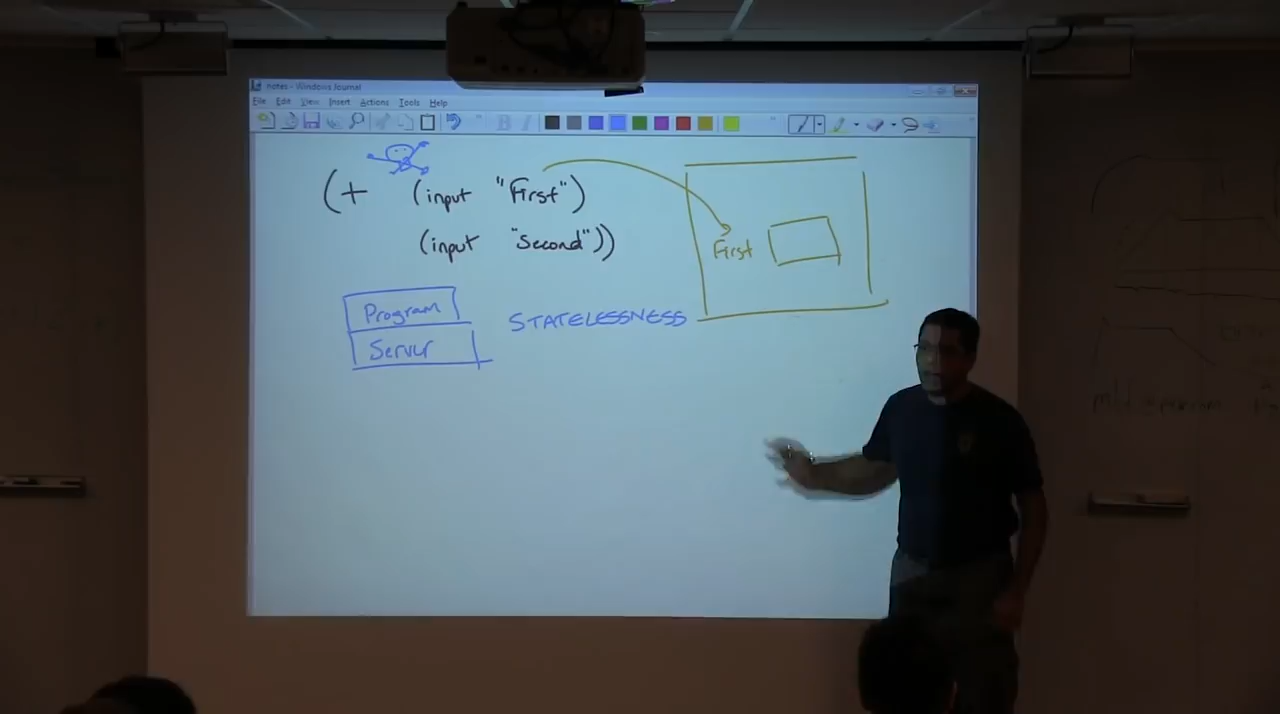 notes - Windows Journal
File Edit View Insert Actions Tools Help
(+ (input "First")
(input "second"))
First
Program
STATELESSNESS
Server